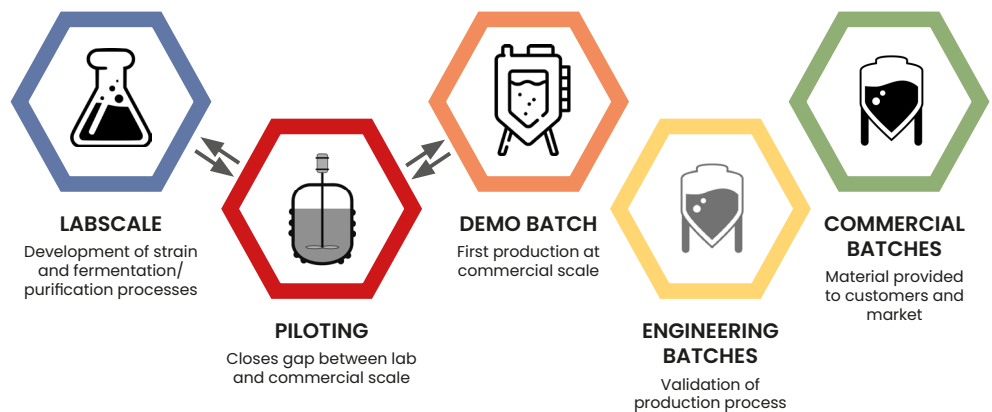 LABSCALE
Development of strain
and fermentation/
purification processes
PILOTING
Closes gap between lab
and commercial scale
DEMO BATCH
First production at
commercial scale
ENGINEERING
BATCHES
Validation of
production process
COMMERCIAL
BATCHES
Material provided
to customers and
market